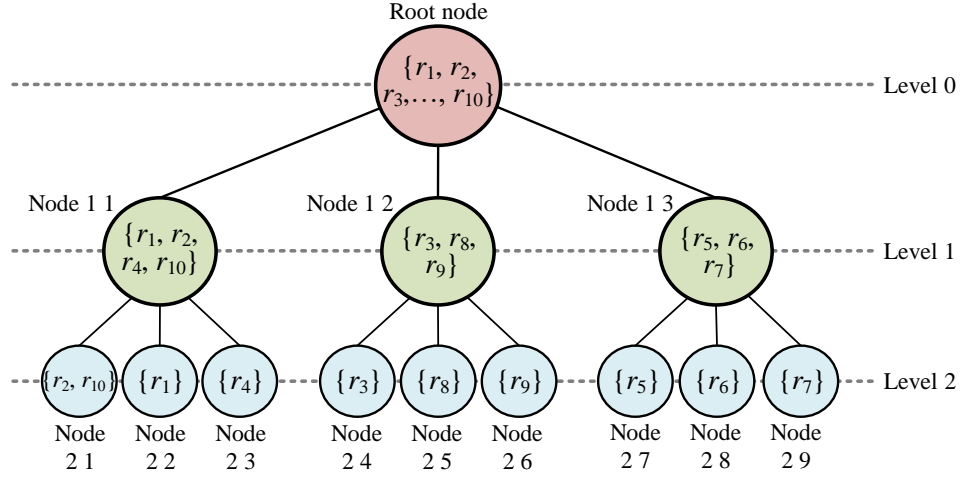 Root node
{r1, r2,
r3,..., r10}
Level 0
Node 1 1
Node 1 2
Node 1 3
{r1, r2,
r4, r10}
{r3, r8,
r9}
{r5, r6,
r7}
Level 1
{r2, r10}
{r1}
{r4}
{r3}
{r8}
{r9}
{r5}
{r6}
{r7}
Level 2
Node
2 1
Node
2 2
Node
2 3
Node
2 4
Node
2 5
Node
2 6
Node
2 7
Node
2 8
Node
2 9